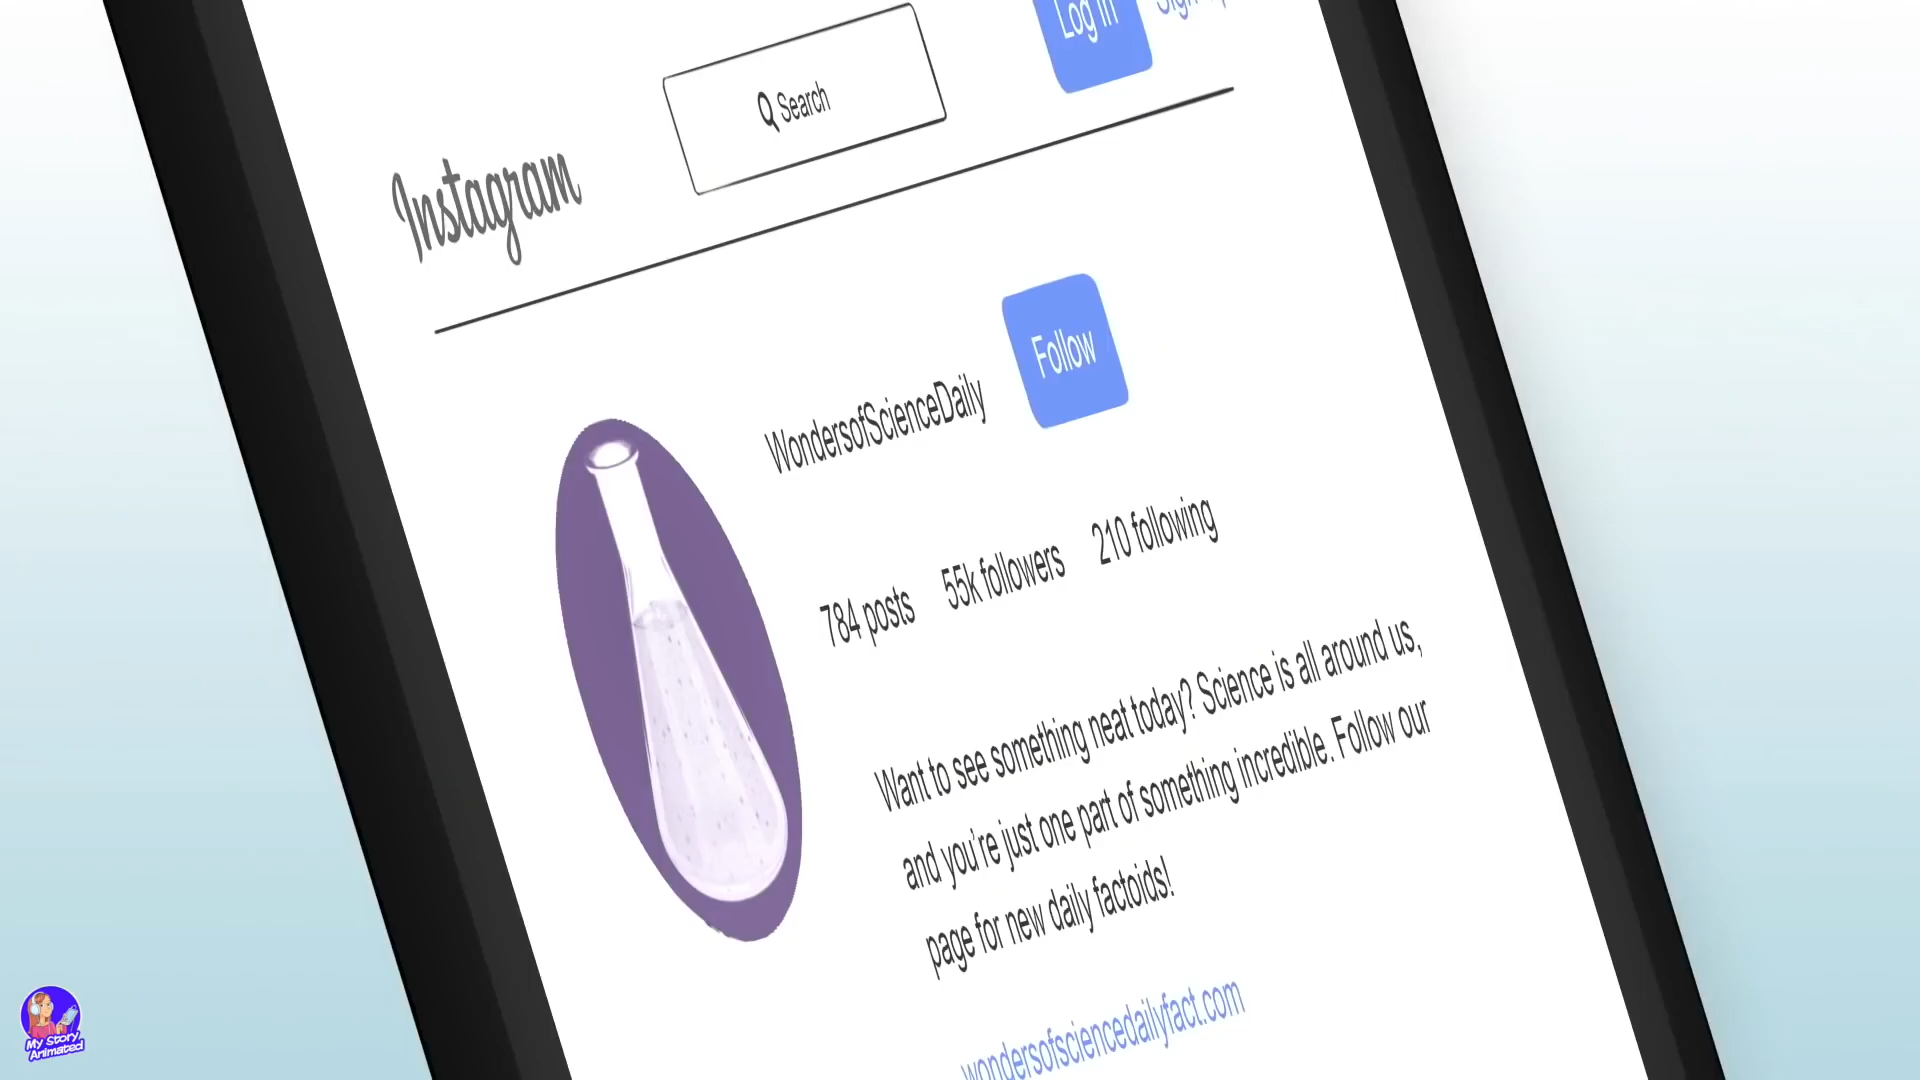 Log In
Search
Instagram
Follow
WondersofScienceDaily
784 posts 55k followers 210 following
Want to see something neat today? Science is all around us,
and you're just one part of something incredible. Follow our
page for new daily factoids!
wondersofsciencedailyfact.com
My Story
Animated